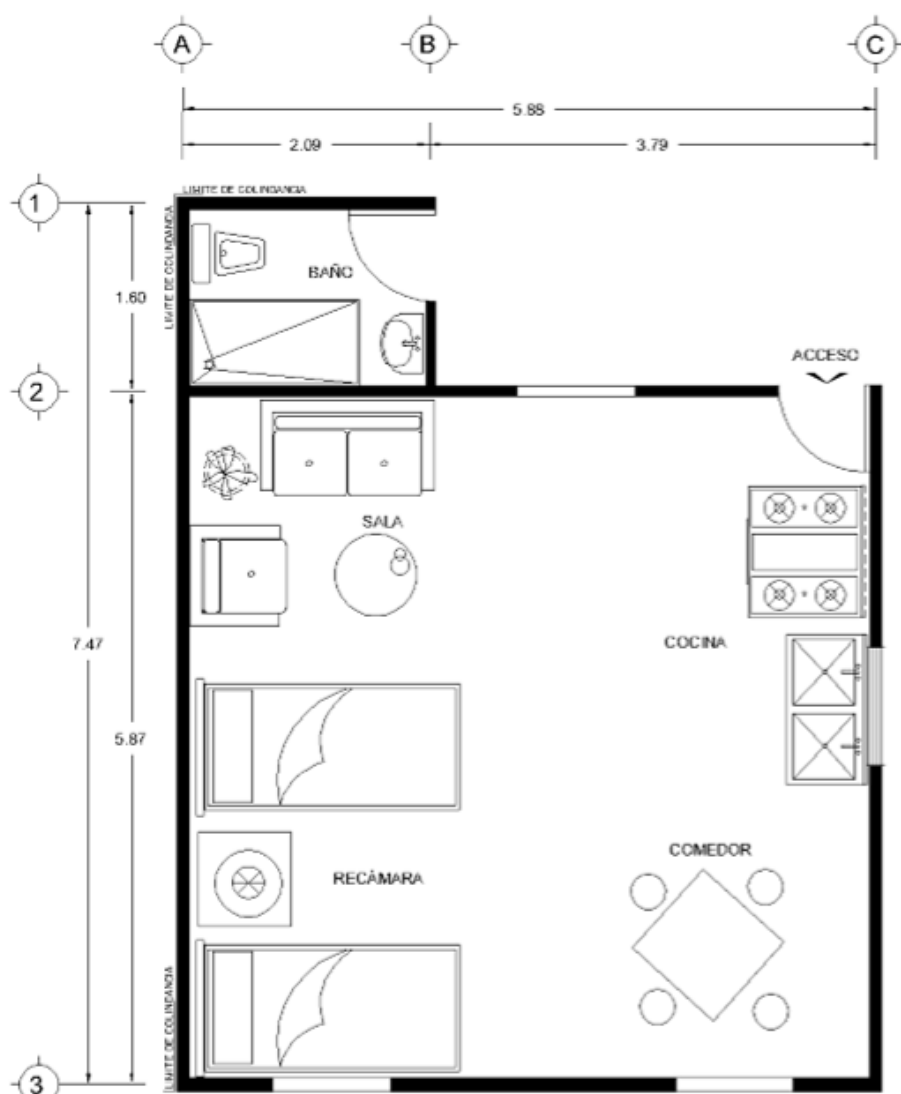 A
B
C
5.88
2.09
3.79
LIMITE DE COLINDANCIA
1
LIMITE DE COLINDANCIA
BAÑO
1.60
ACCESO
2
SALA
7.47
COCINA
5.87
COMEDOR
RECÁMARA
LIMITE DE COLINDANCIA
3